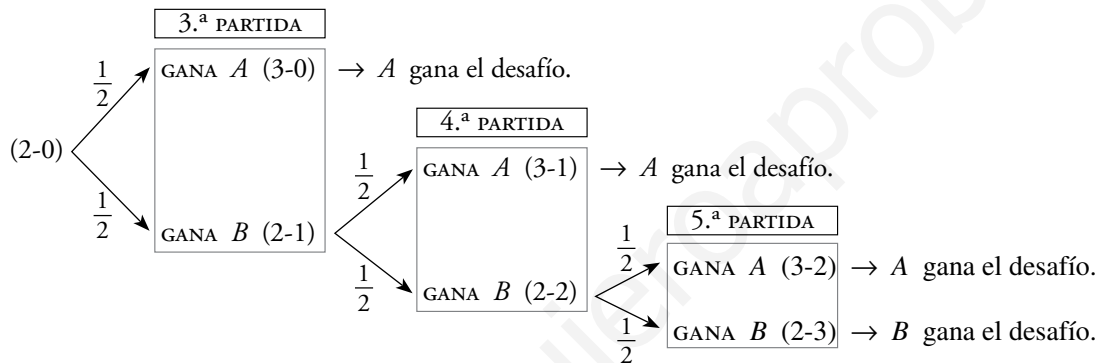 3.ª PARTIDA
1/2
GANA A (3-0) → A gana el desafío.
4.ª PARTIDA
(2-0)
1/2
GANA A (3-1) → A gana el desafío.
1/2
GANA B (2-1)
5.ª PARTIDA
1/2
GANA A (3-2) → A gana el desafío.
1/2
GANA B (2-2)
1/2
GANA B (2-3) → B gana el desafío.